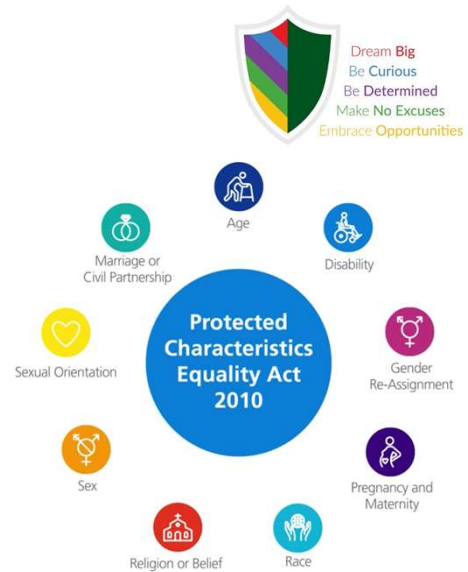 Dream Big
Be Curious
Be Determined
Make No Excuses
Embrace Opportunities
Age
Marriage or
Civil Partnership
Disability
Protected
Characteristics
Equality Act
2010
Sexual Orientation
Gender
Re-Assignment
Sex
Pregnancy and
Maternity
Religion or Belief
Race